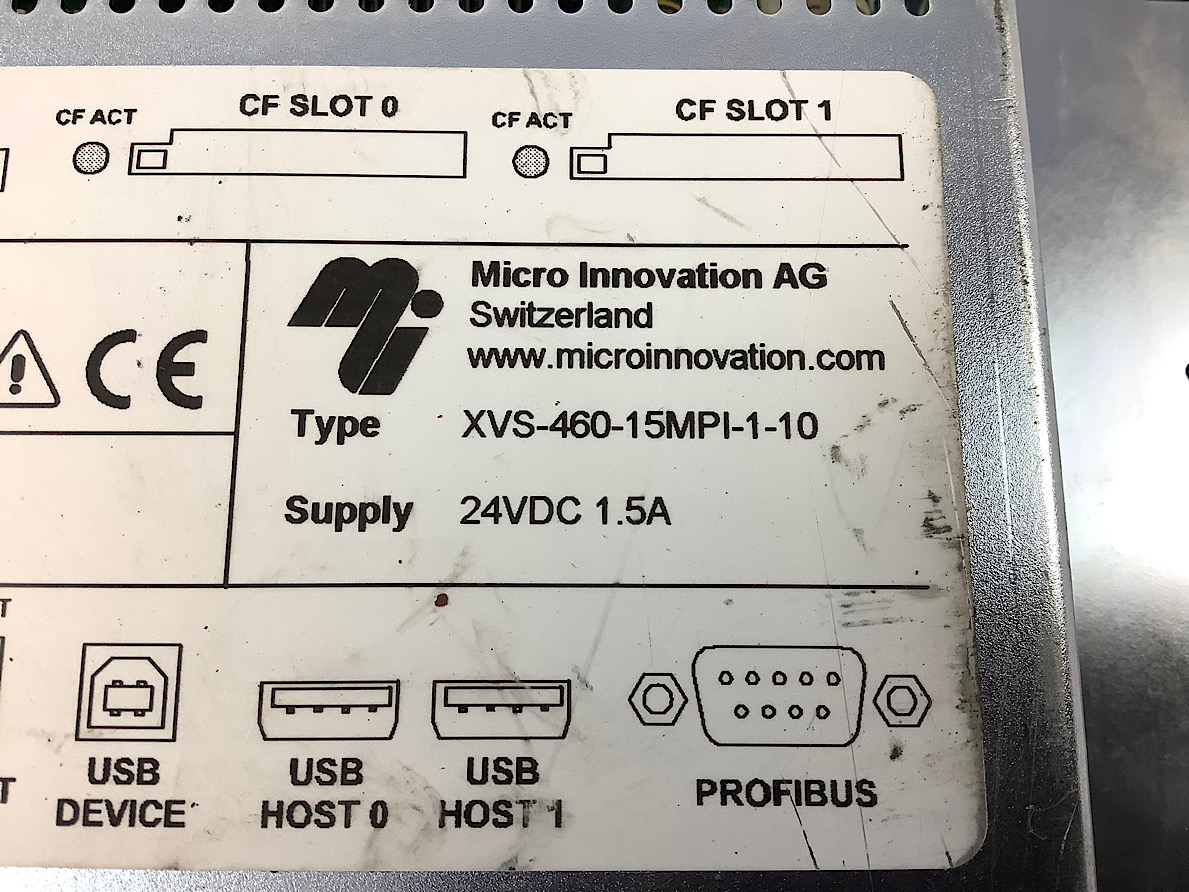 CF ACT
CF SLOT 0
CF ACT
CF SLOT 1
Micro Innovation AG
Switzerland
www.microinnovation.com
CE
Type XVS-460-15MPI-1-10
Supply 24VDC 1.5A
T
USB
DEVICE
USB
HOST 0
USB
HOST 1
PROFIBUS
T